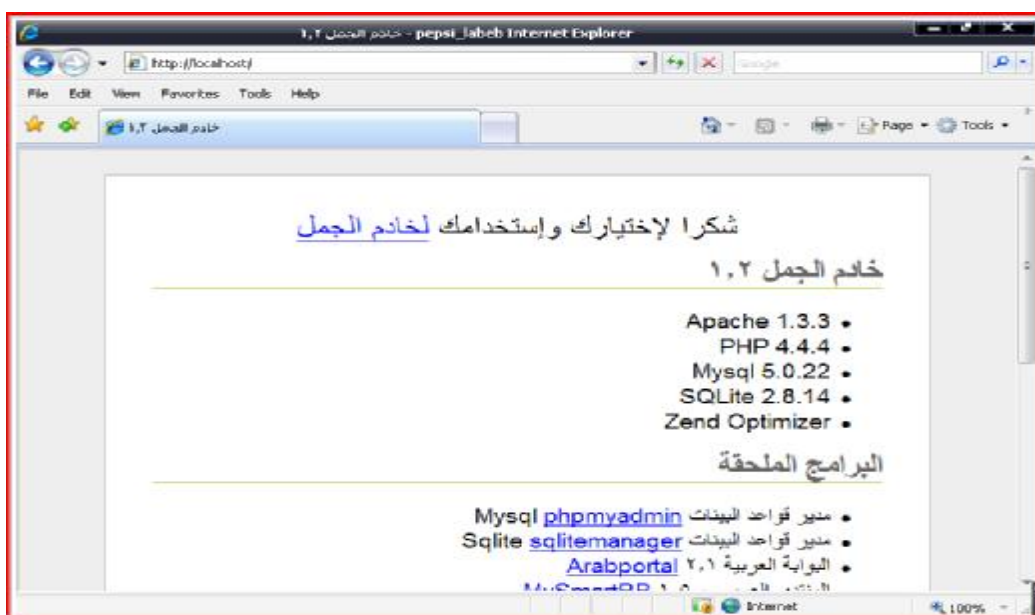 خادم الجمل ١,٢ - pepsi_labeb Internet Explorer
http://localhost/
Google
File Edit View Favorites Tools Help
خادم الجمل ١,٢
Page Tools
شكرا لإختيارك وإستخدامك لخادم الجمل
خادم الجمل ١,٢
Apache 1.3.3
PHP 4.4.4
Mysql 5.0.22
SQLite 2.8.14
Zend Optimizer
البرامج الملحقة
مدير قواعد البينات Mysql phpmyadmin
مدير قواعد البينات Sqlite sqlitemanager
البوابة العربية ٢,١ Arabportal
Internet
100%